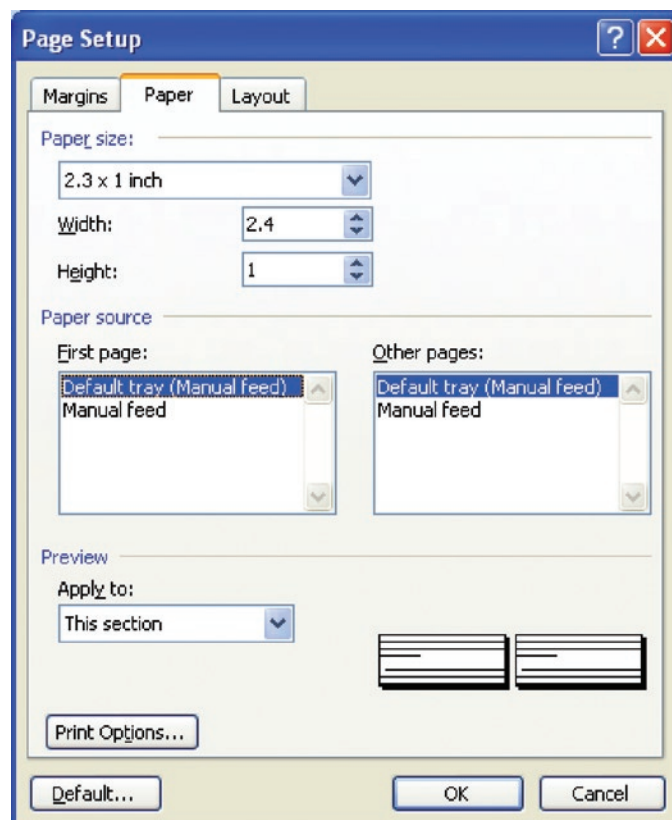 Page Setup
Margins Paper Layout
Paper size:
2.3 x 1 inch
Width: 2.4
Height: 1
Paper source
First page: Other pages:
Default tray (Manual feed) Default tray (Manual feed)
Manual feed Manual feed
Preview
Apply to:
This section
Print Options...
Default... OK Cancel